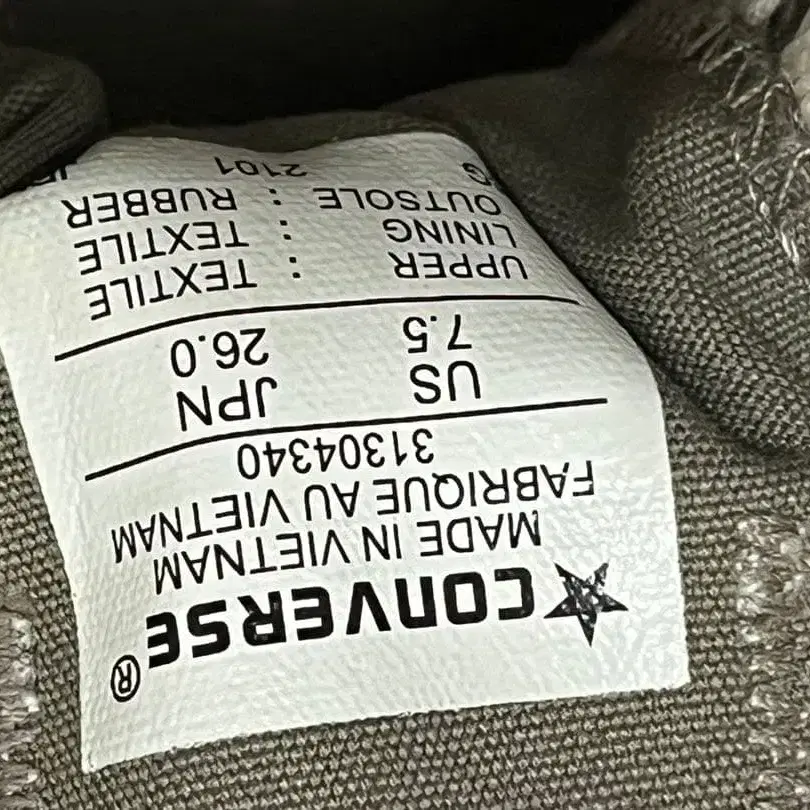 CONVERSE®
MADE IN VIETNAM
FABRIQUE AU VIETNAM
31304340
US JPN
7.5 26.0
UPPER : TEXTILE
LINING : TEXTILE
OUTSOLE : RUBBER
2101